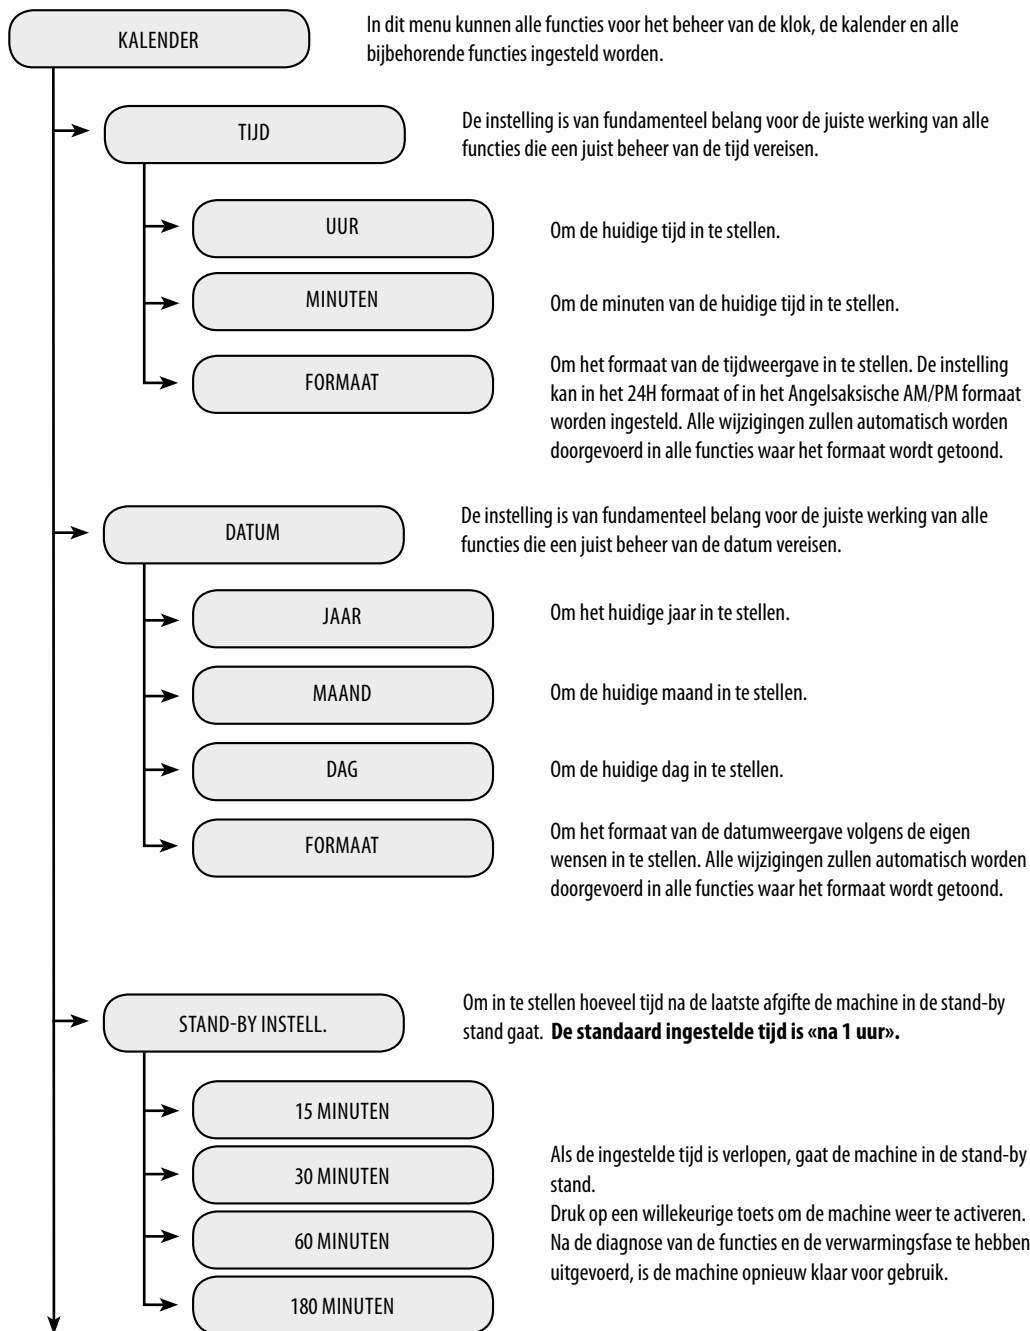 KALENDER
In dit menu kunnen alle functies voor het beheer van de klok, de kalender en alle
bijbehorende functies ingesteld worden.
TIJD
De instelling is van fundamenteel belang voor de juiste werking van alle
functies die een juist beheer van de tijd vereisen.
UUR
Om de huidige tijd in te stellen.
MINUTEN
Om de minuten van de huidige tijd in te stellen.
FORMAAT
Om het formaat van de tijdweergave in te stellen. De instelling
kan in het 24H formaat of in het Angelsaksische AM/PM formaat
worden ingesteld. Alle wijzigingen zullen automatisch worden
doorgevoerd in alle functies waar het formaat wordt getoond.
DATUM
De instelling is van fundamenteel belang voor de juiste werking van alle
functies die een juist beheer van de datum vereisen.
JAAR
Om het huidige jaar in te stellen.
MAAND
Om de huidige maand in te stellen.
DAG
Om de huidige dag in te stellen.
FORMAAT
Om het formaat van de datumweergave volgens de eigen
wensen in te stellen. Alle wijzigingen zullen automatisch worden
doorgevoerd in alle functies waar het formaat wordt getoond.
STAND-BY INSTELL.
Om in te stellen hoeveel tijd na de laatste afgifte de machine in de stand-by
stand gaat. De standaard ingestelde tijd is «na 1 uur».
15 MINUTEN
30 MINUTEN
60 MINUTEN
180 MINUTEN
Als de ingestelde tijd is verlopen, gaat de machine in de stand-by
stand.
Druk op een willekeurige toets om de machine weer te activeren.
Na de diagnose van de functies en de verwarmingsfase te hebben
uitgevoerd, is de machine opnieuw klaar voor gebruik.